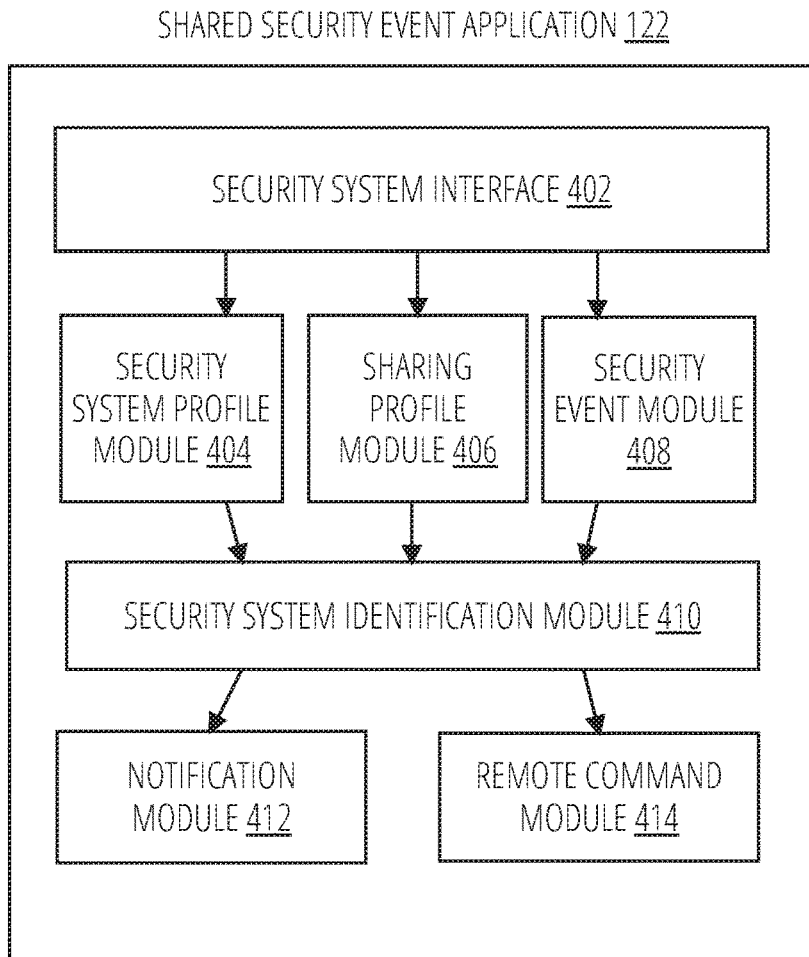 SHARED SECURITY EVENT APPLICATION 122
SECURITY SYSTEM INTERFACE 402
SECURITY
SYSTEM PROFILE
MODULE 404
SHARING
PROFILE
MODULE 406
SECURITY
EVENT MODULE
408
SECURITY SYSTEM IDENTIFICATION MODULE 410
NOTIFICATION
MODULE 412
REMOTE COMMAND
MODULE 414